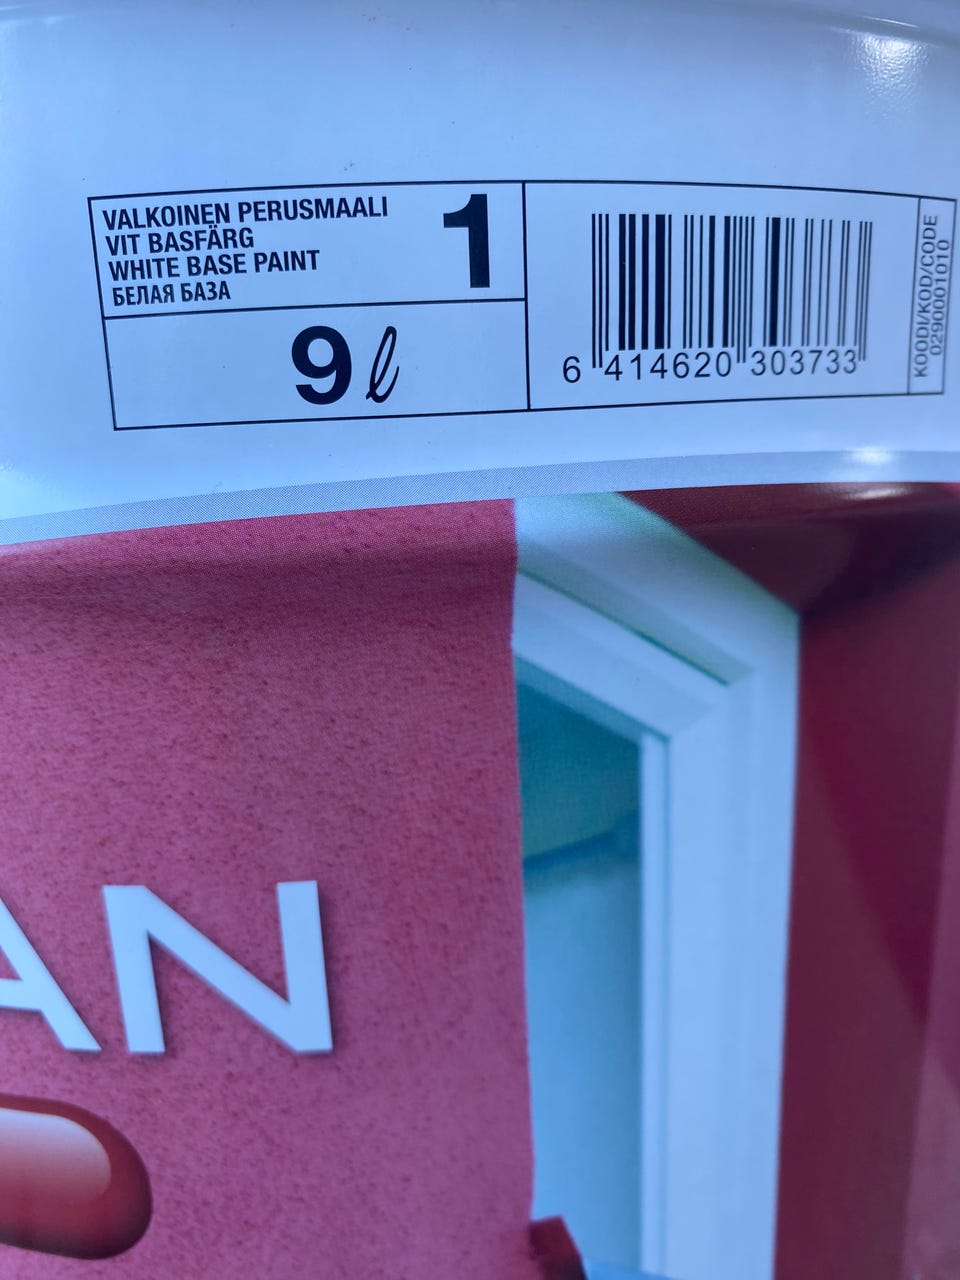 VALKOINEN PERUSMAALI
VIT BASFÄRG
WHITE BASE PAINT
БЕЛАЯ БАЗА
1
9 ℓ
6 414620 303733
KOODI/KOD/CODE
0290001010
AN